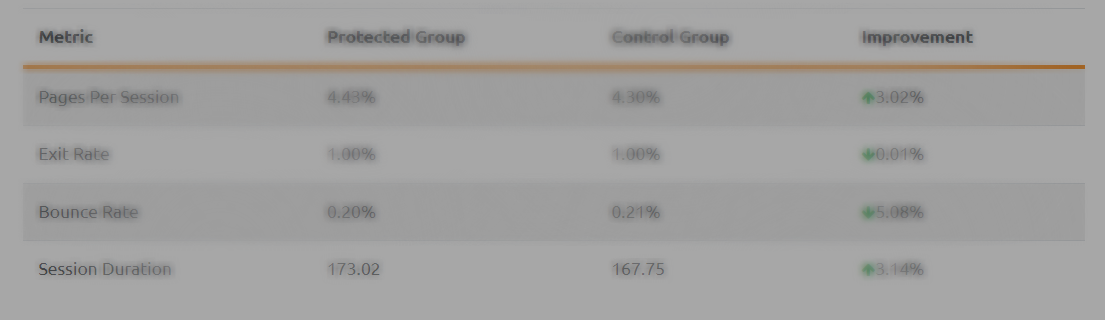 Metric Protected Group Control Group Improvement
Pages Per Session 4.43% 4.30% ↑3.02%
Exit Rate 1.00% 1.00% ↓0.01%
Bounce Rate 0.20% 0.21% ↓5.08%
Session Duration 173.02 167.75 ↑3.14%